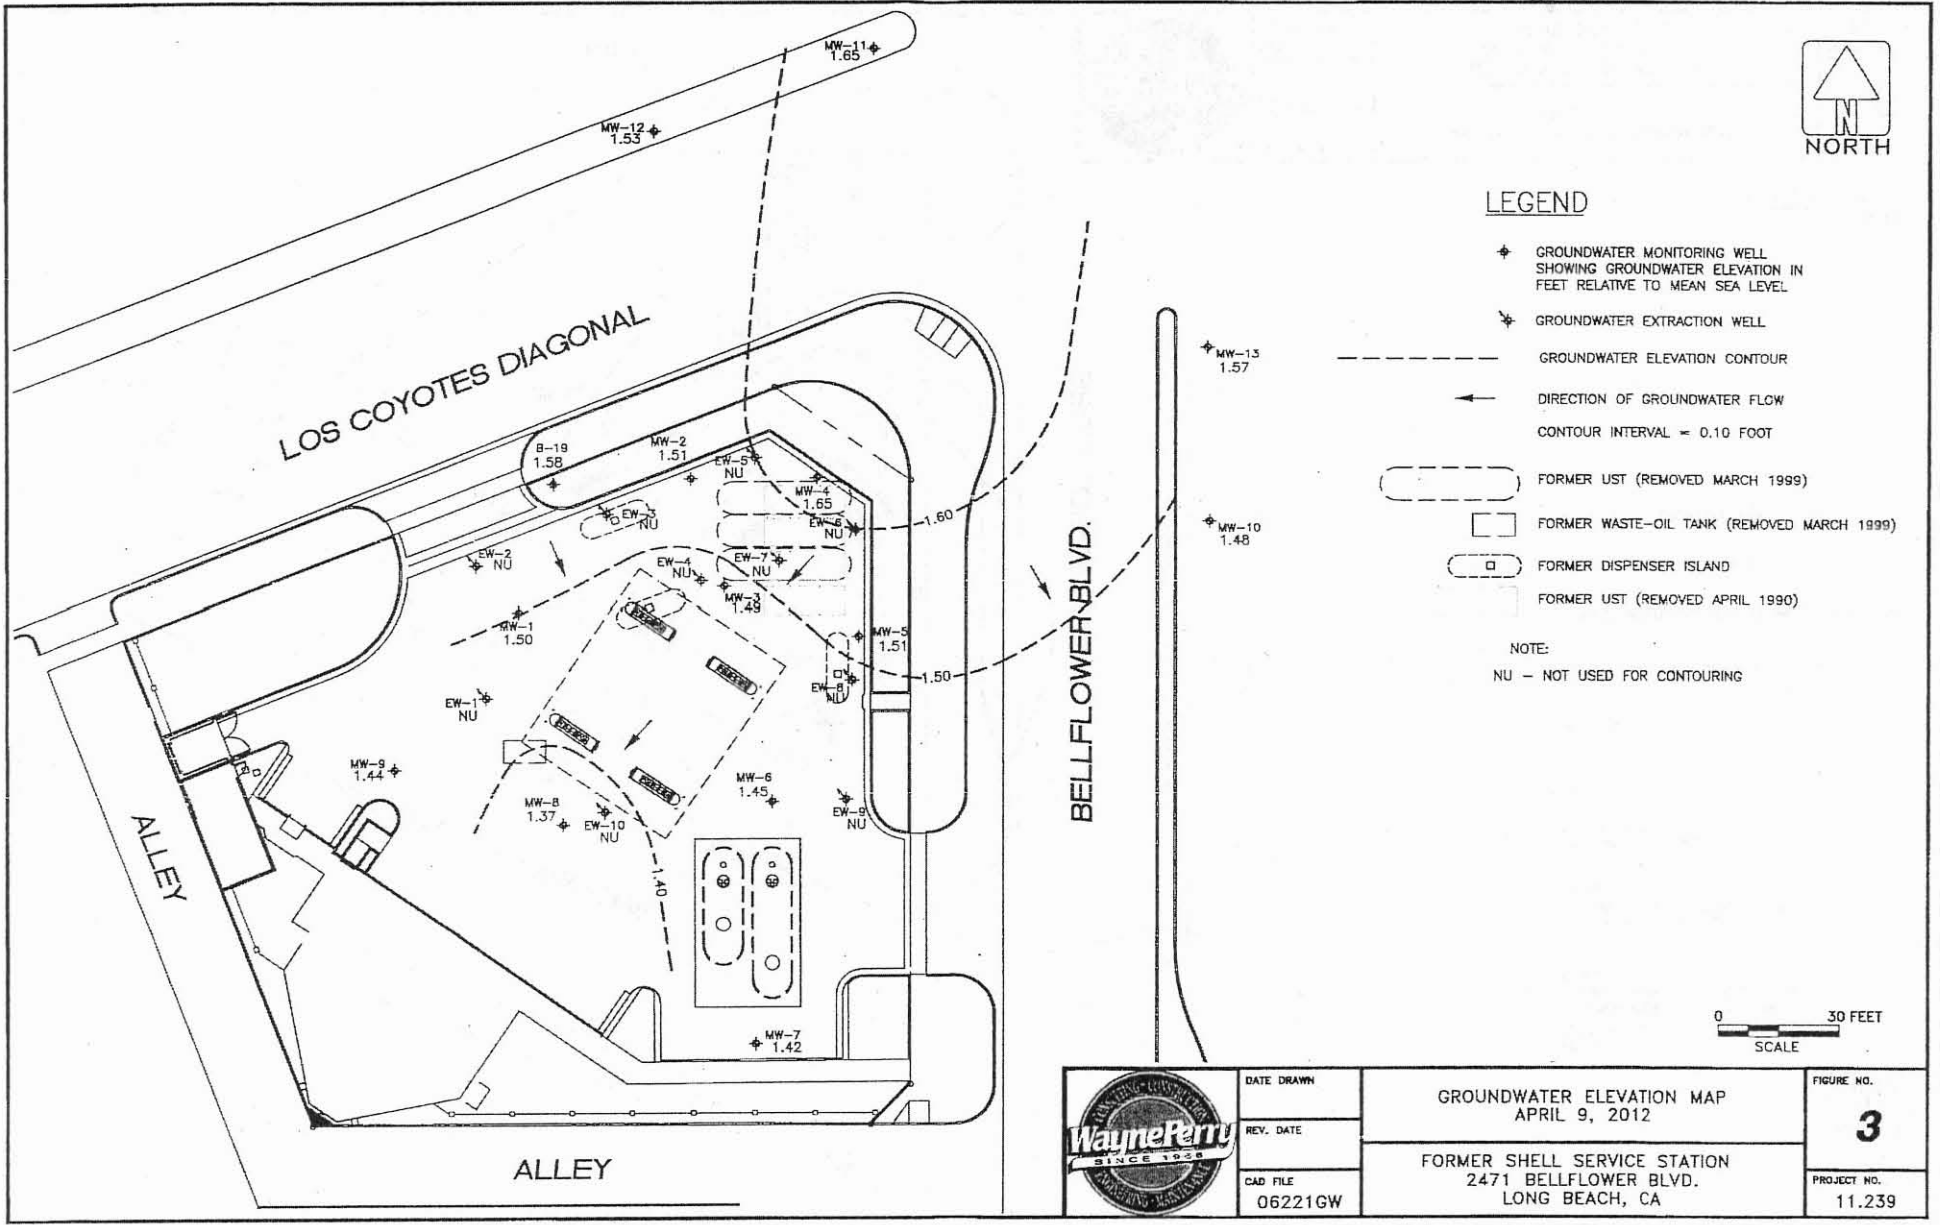 MW-11
1.65
MW-12
1.53
NORTH
LEGEND
GROUNDWATER MONITORING WELL
SHOWING GROUNDWATER ELEVATION IN
FEET RELATIVE TO MEAN SEA LEVEL
GROUNDWATER EXTRACTION WELL
GROUNDWATER ELEVATION CONTOUR
DIRECTION OF GROUNDWATER FLOW
CONTOUR INTERVAL = 0.10 FOOT
FORMER UST (REMOVED MARCH 1999)
FORMER WASTE-OIL TANK (REMOVED MARCH 1999)
FORMER DISPENSER ISLAND
FORMER UST (REMOVED APRIL 1990)
NOTE:
NU - NOT USED FOR CONTOURING
LOS COYOTES DIAGONAL
MW-13
1.57
MW-10
1.48
B-19
1.58
MW-2
1.51
EW-5
NU
MW-4
1.65
EW-6
NU
1.60
EW-3
NU
EW-2
NU
EW-7
NU
EW-4
NU
MW-3
1.49
MW-1
1.50
MW-5
1.51
EW-8
NU
1.50
BELLFLOWER BLVD.
EW-1
NU
MW-9
1.44
MW-6
1.45
MW-8
1.37
EW-10
NU
EW-9
NU
1.40
ALLEY
MW-7
1.42
ALLEY
0 30 FEET
SCALE
WaynePerry
SINCE 1968
DATE DRAWN
REV. DATE
CAD FILE
06221GW
GROUNDWATER ELEVATION MAP
APRIL 9, 2012
FORMER SHELL SERVICE STATION
2471 BELLFLOWER BLVD.
LONG BEACH, CA
FIGURE NO.
3
PROJECT NO.
11.239